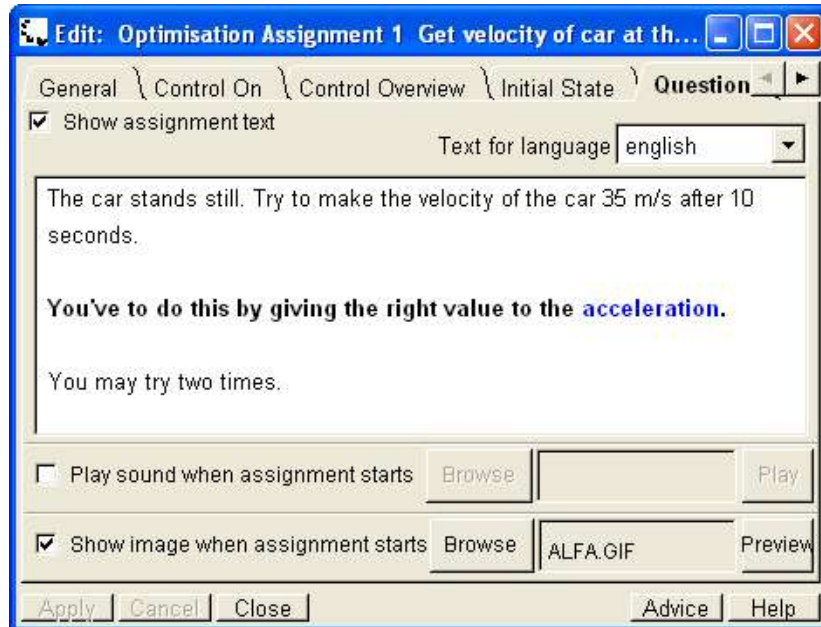 Edit: Optimisation Assignment 1 Get velocity of car at th...
General Control On Control Overview Initial State Question
Show assignment text
Text for language english
The car stands still. Try to make the velocity of the car 35 m/s after 10
seconds.
You've to do this by giving the right value to the acceleration.
You may try two times.
Play sound when assignment starts Browse Play
Show image when assignment starts Browse ALFA.GIF Preview
Apply Cancel Close Advice Help